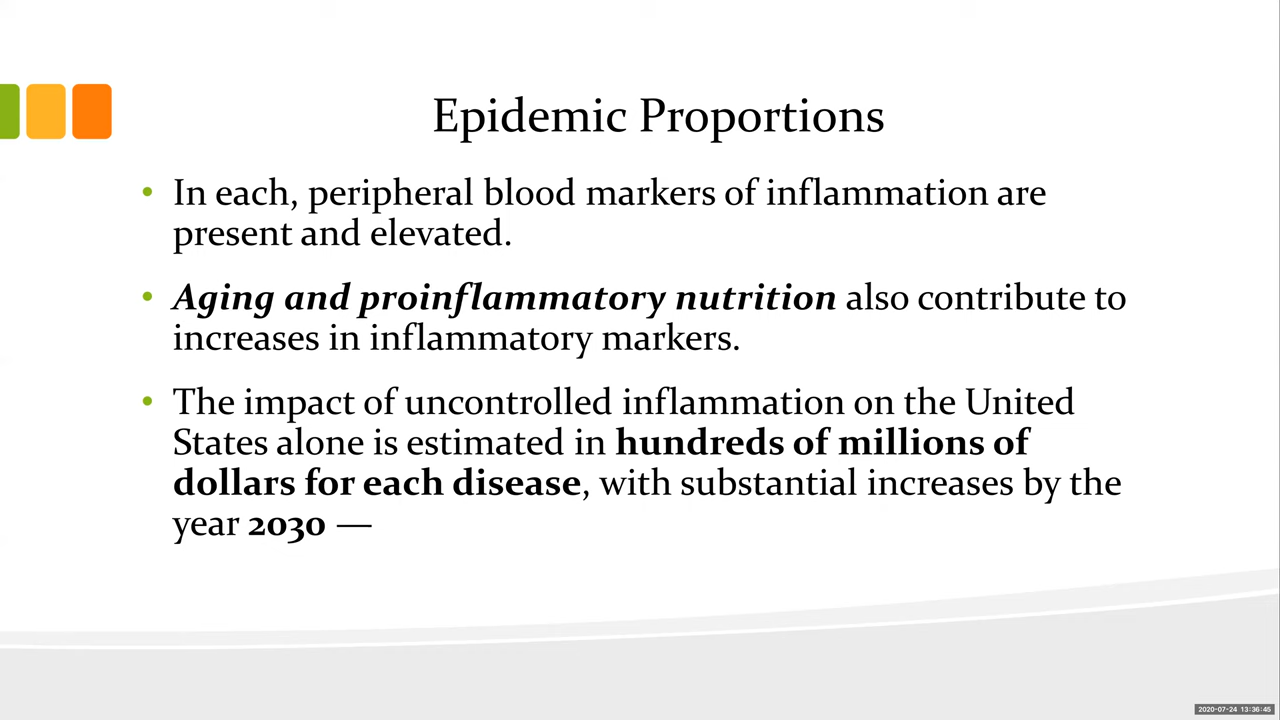 Epidemic Proportions
• In each, peripheral blood markers of inflammation are
present and elevated.
• Aging and proinflammatory nutrition also contribute to
increases in inflammatory markers.
• The impact of uncontrolled inflammation on the United
States alone is estimated in hundreds of millions of
dollars for each disease, with substantial increases by the
year 2030 —
2020-07-24 13:36:45